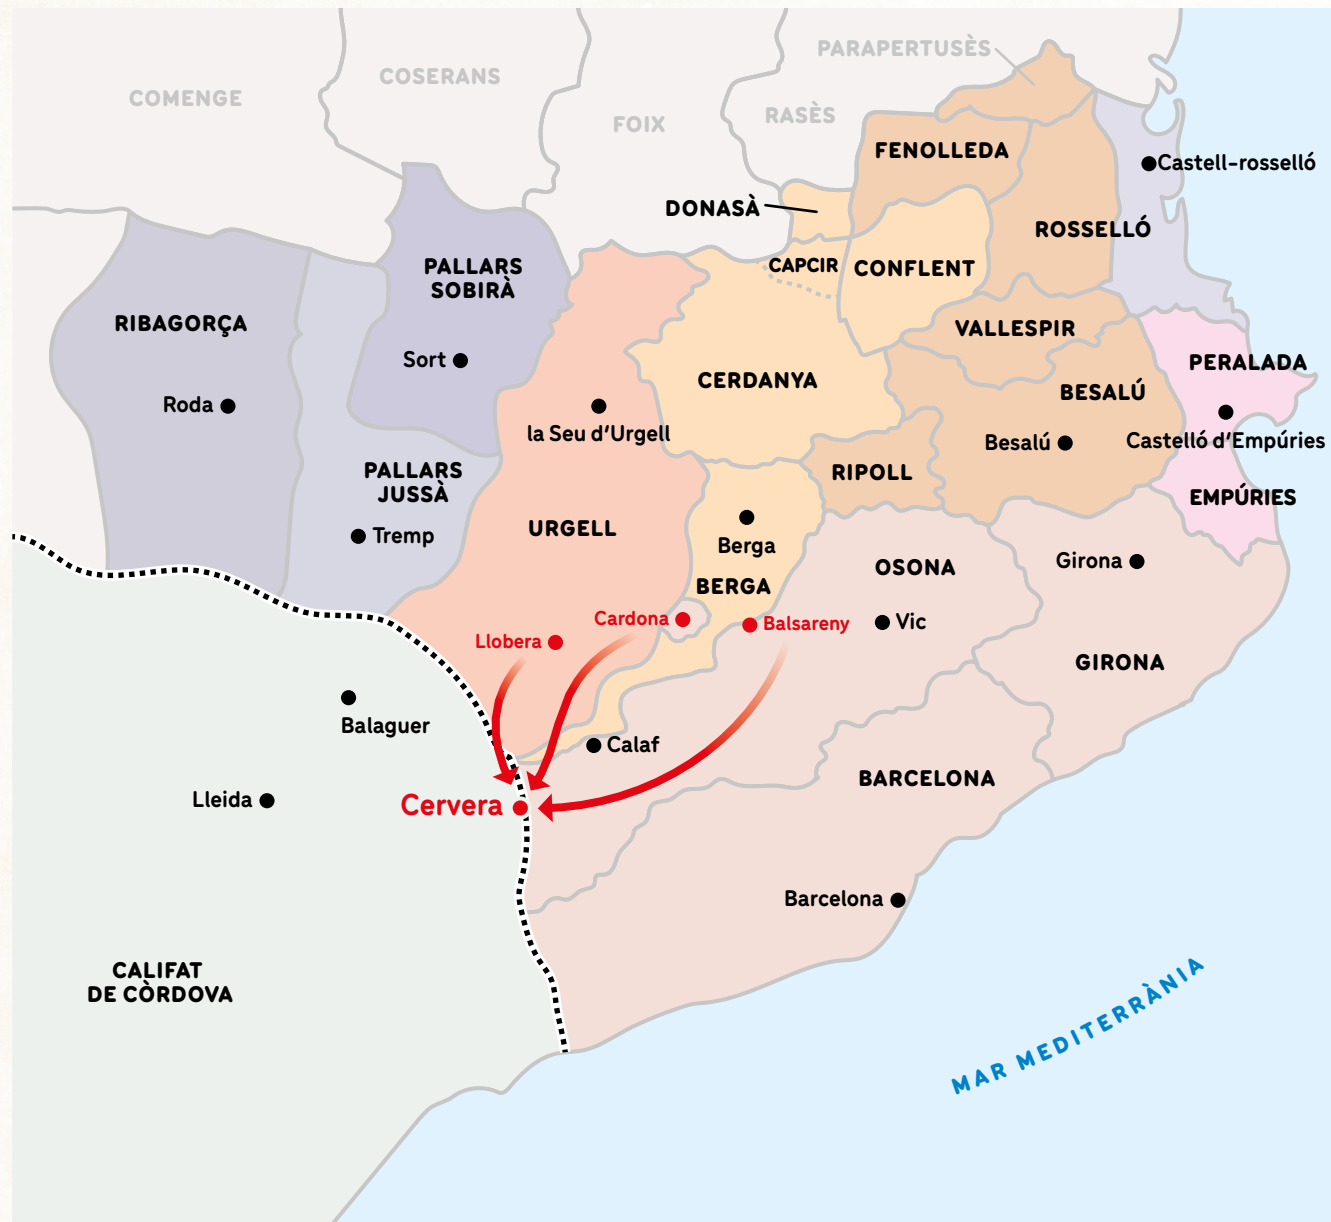 PARAPERTUSÈS
COSERANS
COMENGE
RASÈS
FOIX
FENOLLEDA
Castell-rosselló
DONASÀ
ROSSELLÓ
PALLARS
SOBIRÀ
CAPCIR
CONFLENT
RIBAGORÇA
VALLESPIR
Sort
PERALADA
CERDANYA
BESALÚ
Roda
la Seu d'Urgell
Besalú
Castelló d'Empúries
PALLARS
JUSSÀ
RIPOLL
EMPÚRIES
URGELL
Tremp
Berga
Girona
OSONA
BERGA
Cardona
Balsareny
Vic
Llobera
GIRONA
Balaguer
Calaf
BARCELONA
Lleida
Cervera
Barcelona
CALIFAT
DE CÒRDOVA
MAR MEDITERRÀNIA